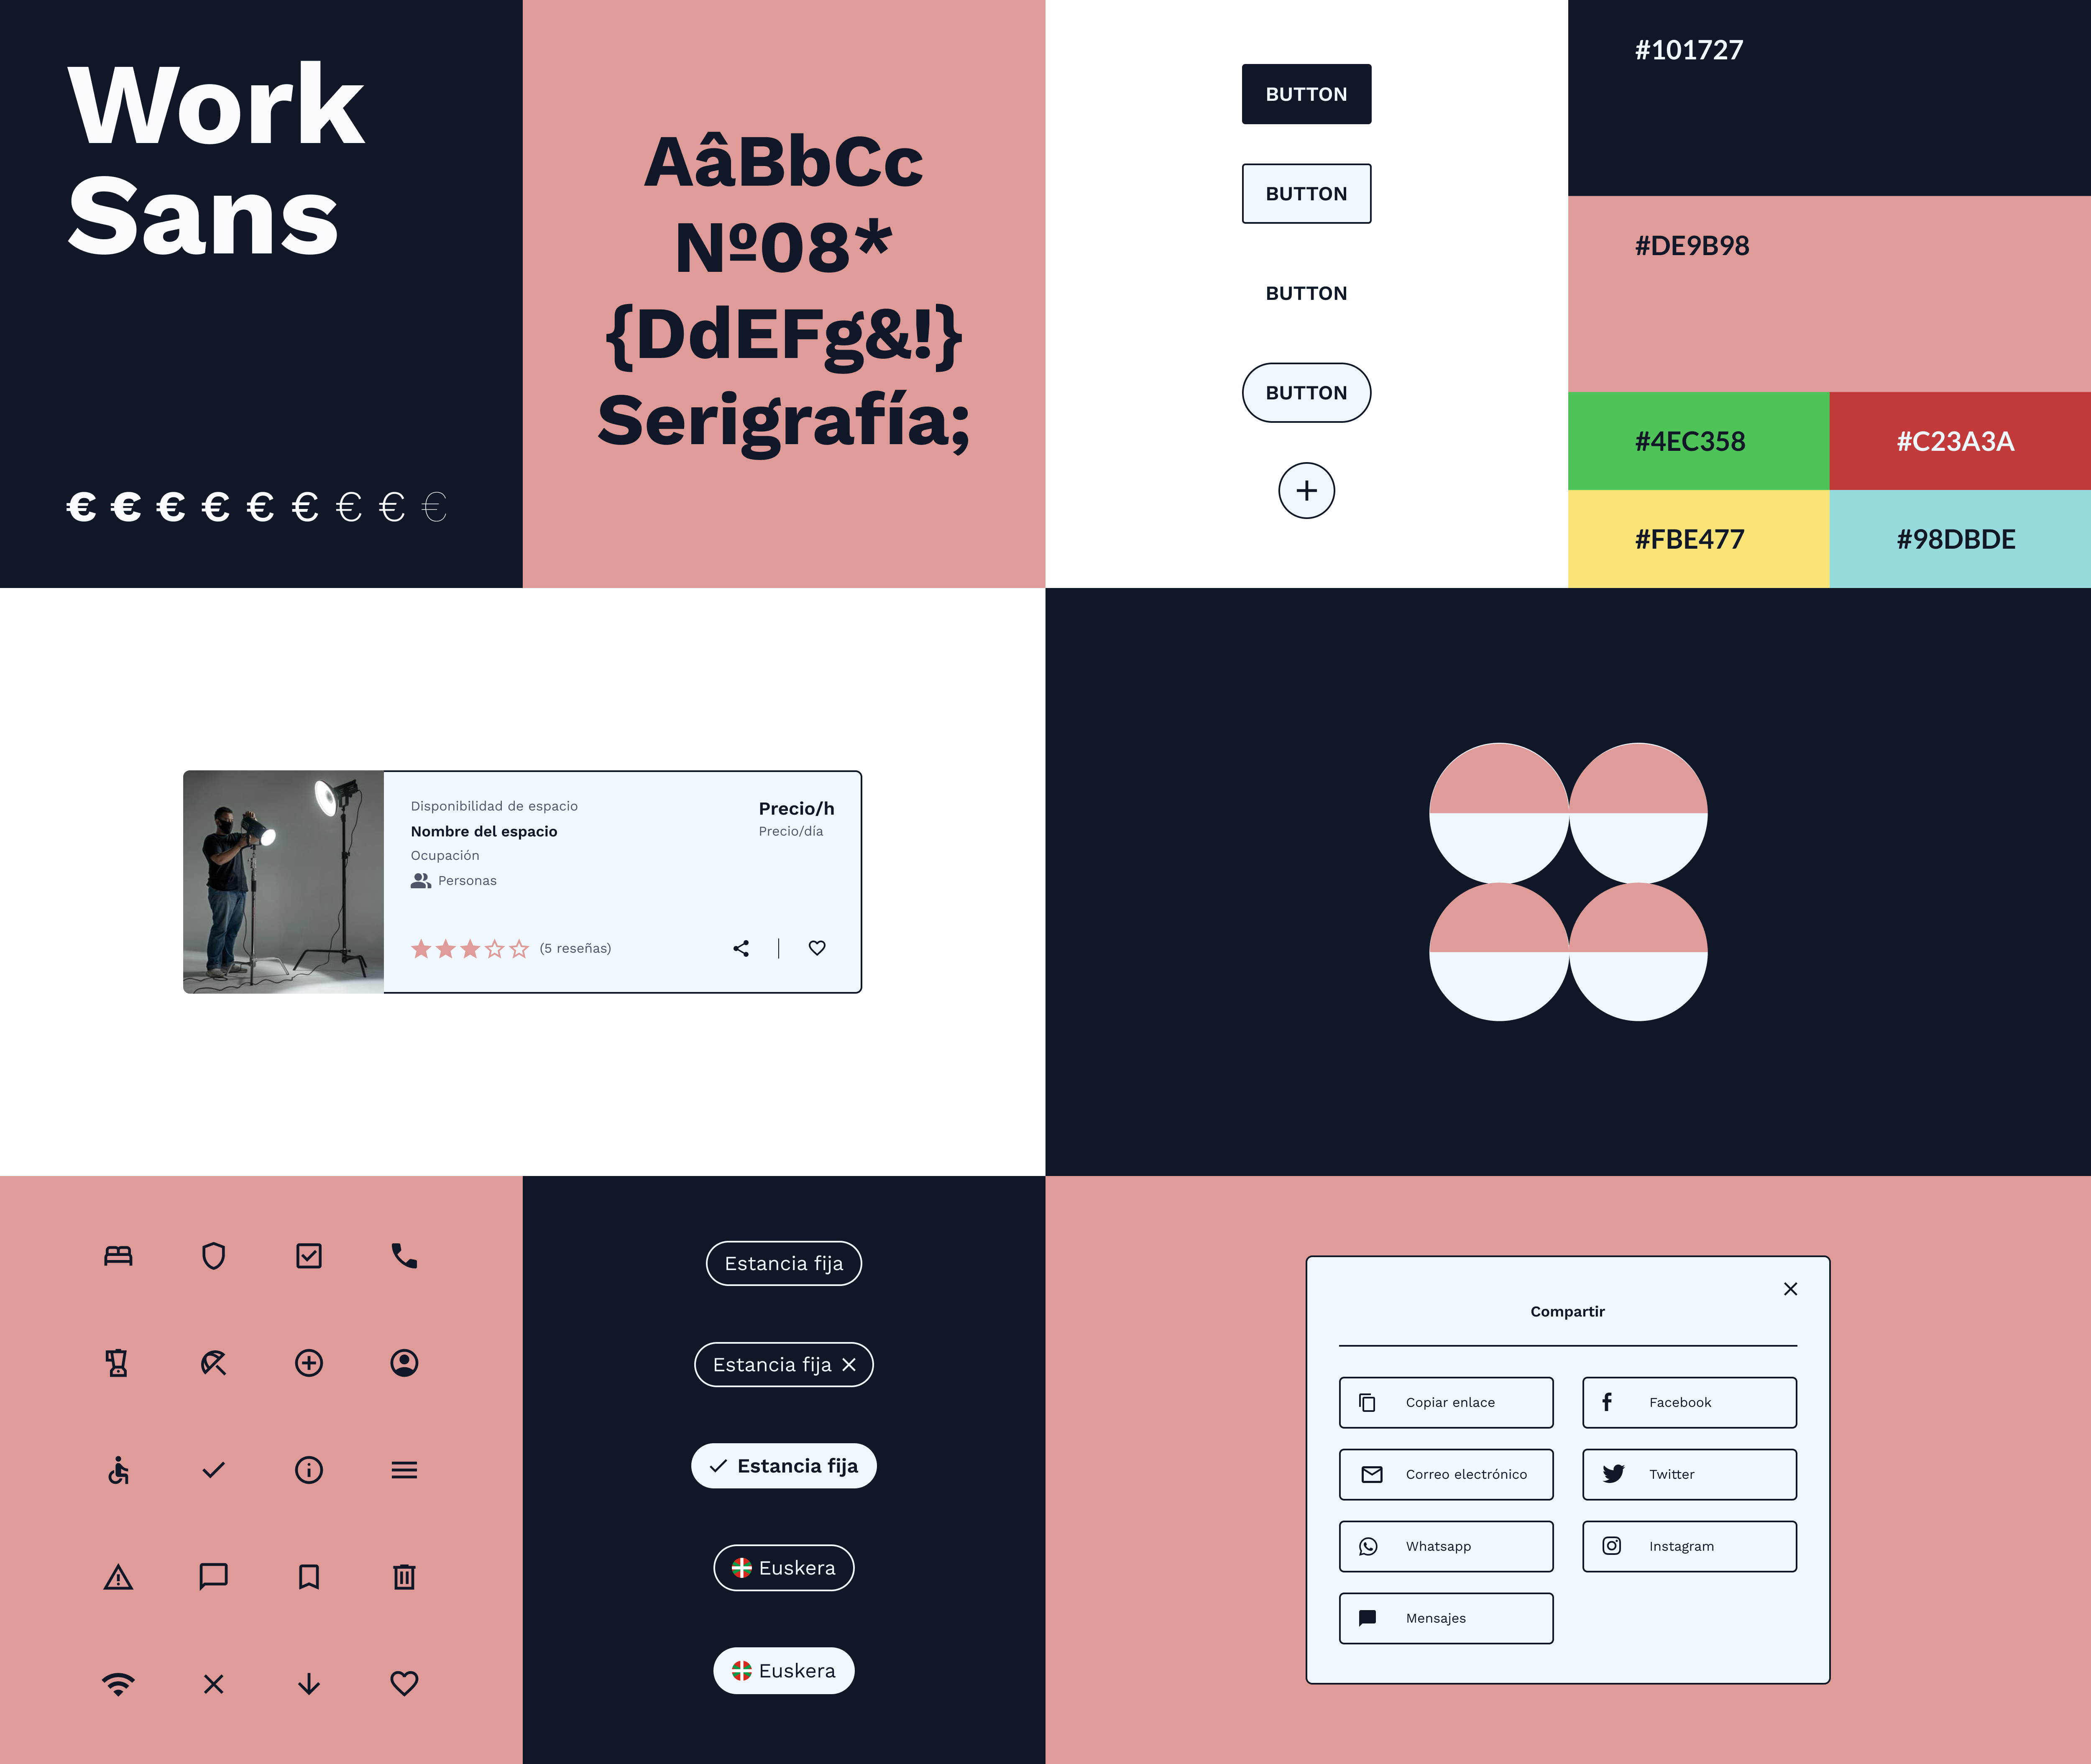 Work
Sans
€ € € € € € € € €
AâBbCc
Nº08*
{DdEFg&!}
Serigrafía;
BUTTON
BUTTON
BUTTON
BUTTON
#101727
#DE9B98
#4EC358
#C23A3A
#FBE477
#98DBDE
Disponibilidad de espacio
Nombre del espacio
Ocupación
Personas
(5 reseñas)
Precio/h
Precio/día
Estancia fija
Estancia fija
Estancia fija
Euskera
Euskera
Compartir
Copiar enlace
Facebook
Correo electrónico
Twitter
Whatsapp
Instagram
Mensajes